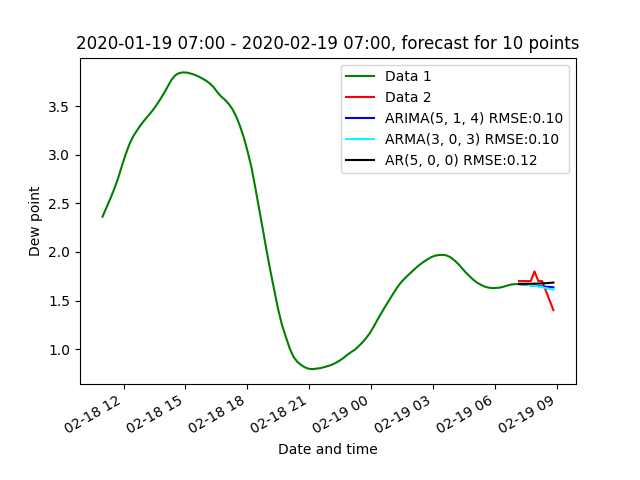 2020-01-19 07:00 - 2020-02-19 07:00, forecast for 10 points
Data 1
Data 2
ARIMA(5, 1, 4) RMSE:0.10
ARMA(3, 0, 3) RMSE:0.10
AR(5, 0, 0) RMSE:0.12
Dew point
3.5
3.0
2.5
2.0
1.5
1.0
02-18 12
02-18 15
02-18 18
02-18 21
02-19 00
02-19 03
02-19 06
02-19 09
Date and time